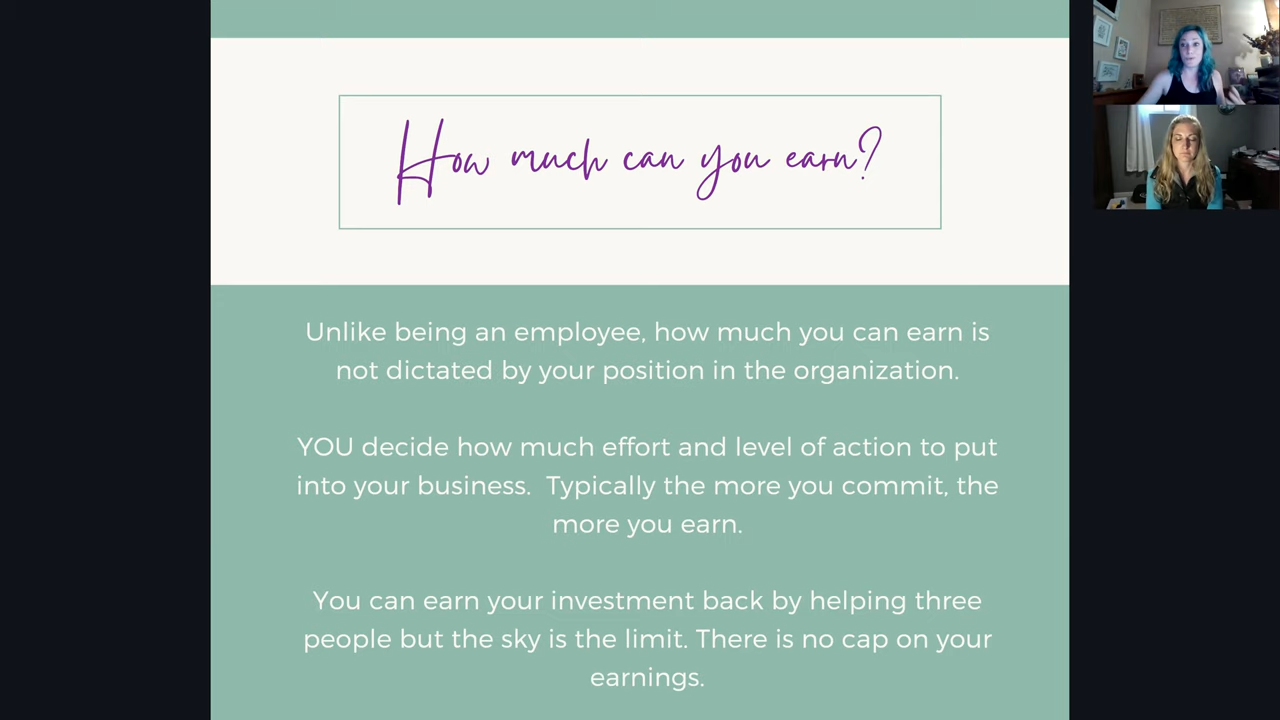 How much can you earn?
Unlike being an employee, how much you can earn is
not dictated by your position in the organization.
YOU decide how much effort and level of action to put
into your business.  Typically the more you commit, the
more you earn.
You can earn your investment back by helping three
people but the sky is the limit. There is no cap on your
earnings.